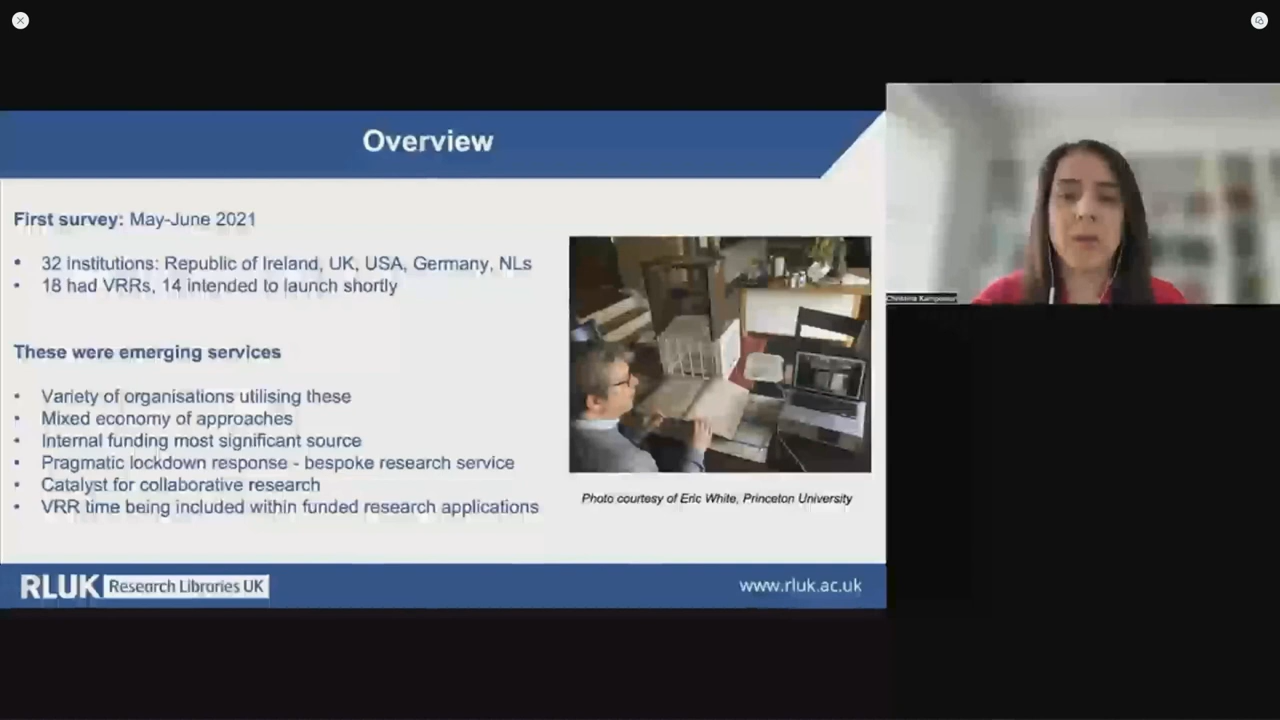 Overview
First survey: May-June 2021
• 32 institutions: Republic of Ireland, UK, USA, Germany, NLs
• 18 had VRRs, 14 intended to launch shortly
These were emerging services
• Variety of organisations utilising these
• Mixed economy of approaches
• Internal funding most significant source
• Pragmatic lockdown response - bespoke research service
• Catalyst for collaborative research
• VRR time being included within funded research applications
Photo courtesy of Eric White, Princeton University
RLUK Research Libraries UK
www.rluk.ac.uk
Christina Kamposiori